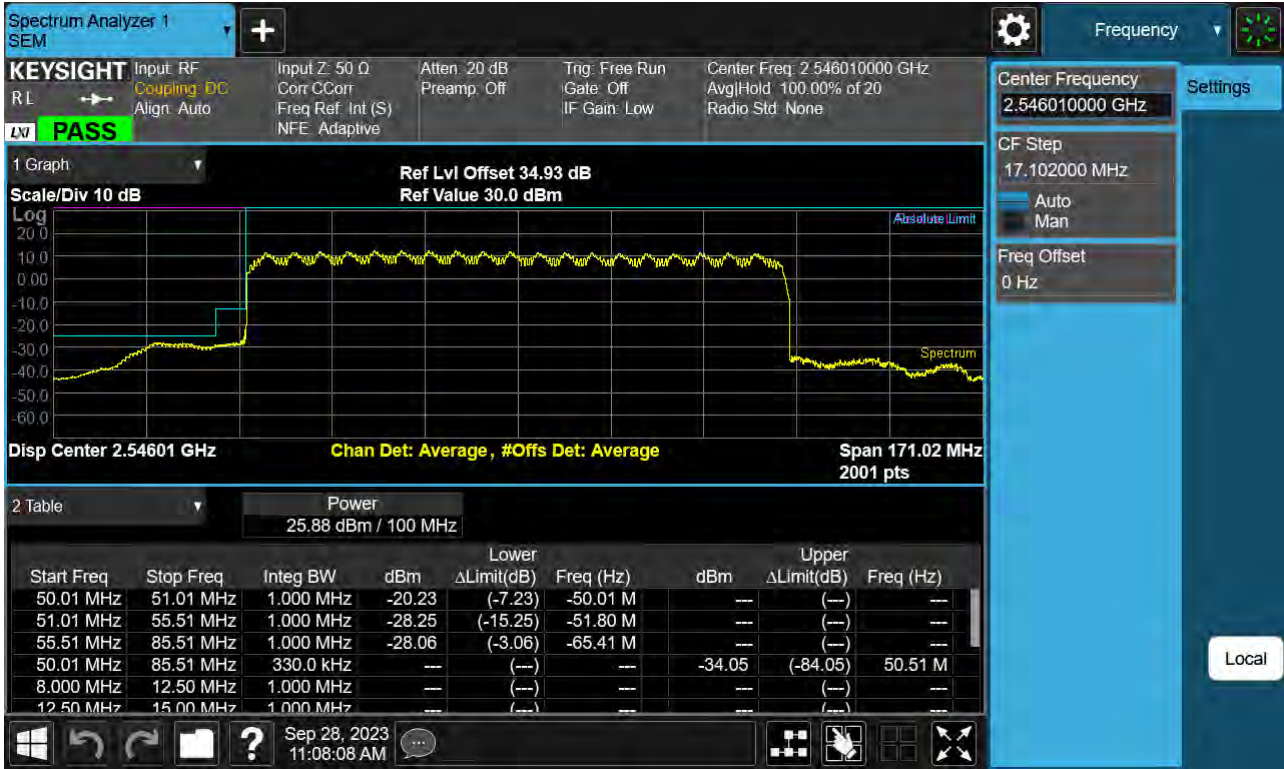 Spectrum Analyzer 1
SEM
Frequency
KEYSIGHT
R L
LXI
PASS
Input: RF
Coupling: DC
Align: Auto
Input Z: 50 Ω
Corr CCorr
Freq Ref: Int (S)
NFE: Adaptive
Atten: 20 dB
Preamp: Off
Trig: Free Run
Gate: Off
IF Gain: Low
Center Freq: 2.546010000 GHz
Avg|Hold: 100.00% of 20
Radio Std: None
Center Frequency
2.546010000 GHz
Settings
CF Step
17.102000 MHz
Auto
Man
Freq Offset
0 Hz
Local
1 Graph
Scale/Div 10 dB
Ref Lvl Offset 34.93 dB
Ref Value 30.0 dBm
Log
Absolute Limit
20.0
10.0
0.00
-10.0
-20.0
-30.0
-40.0
-50.0
-60.0
Spectrum
Disp Center 2.54601 GHz
Chan Det: Average, #Offs Det: Average
Span 171.02 MHz
2001 pts
2 Table
Power
25.88 dBm / 100 MHz
Lower Upper
Start Freq Stop Freq Integ BW dBm ΔLimit(dB) Freq (Hz) dBm ΔLimit(dB) Freq (Hz)
50.01 MHz 51.01 MHz 1.000 MHz -20.23 (-7.23) -50.01 M --- (---) ---
51.01 MHz 55.51 MHz 1.000 MHz -28.25 (-15.25) -51.80 M --- (---) ---
55.51 MHz 85.51 MHz 1.000 MHz -28.06 (-3.06) -65.41 M --- (---) ---
50.01 MHz 85.51 MHz 330.0 kHz --- (---) --- -34.05 (-84.05) 50.51 M
8.000 MHz 12.50 MHz 1.000 MHz --- (---) --- --- (---) ---
12.50 MHz 15.00 MHz 1.000 MHz --- (---) --- --- (---) ---
?
Sep 28, 2023
11:08:08 AM